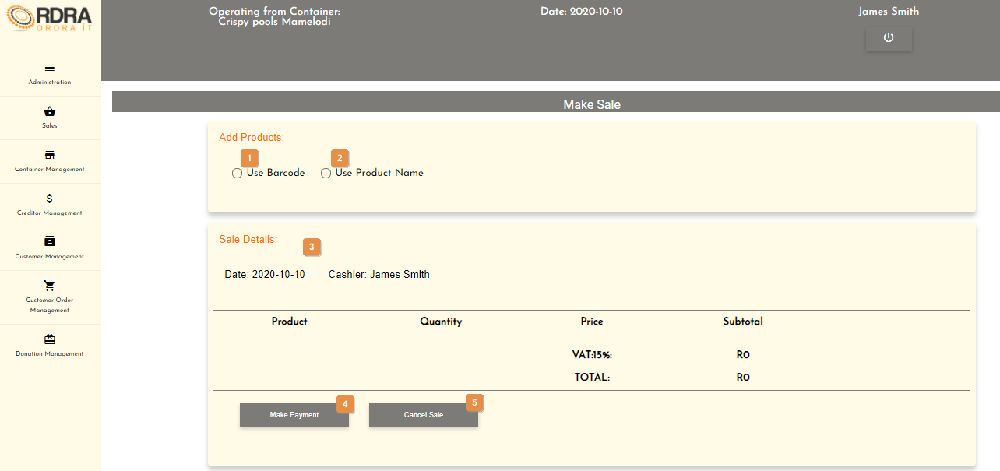 RDRA
ORDRA IT
Administration
Sales
Container Management
Creditor Management
Customer Management
Customer Order
Management
Donation Management
Operating from Container:
Crispy pools Mamelodi
Date: 2020-10-10
James Smith
Make Sale
Add Products:
1
2
Use Barcode
Use Product Name
Sale Details:
3
Date: 2020-10-10
Cashier: James Smith
Product Quantity Price Subtotal
VAT:15%: R0
TOTAL: R0
4
5
Make Payment
Cancel Sale